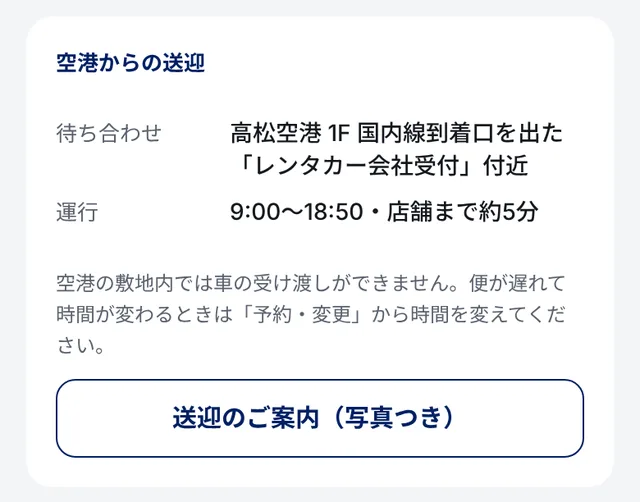 空港からの送迎
待ち合わせ
高松空港 1F 国内線到着口を出た
「レンタカー会社受付」付近
運行
9:00〜18:50・店舗まで約5分
空港の敷地内では車の受け渡しができません。便が遅れて
時間が変わるときは「予約・変更」から時間を変えてくだ
さい。
送迎のご案内（写真つき）